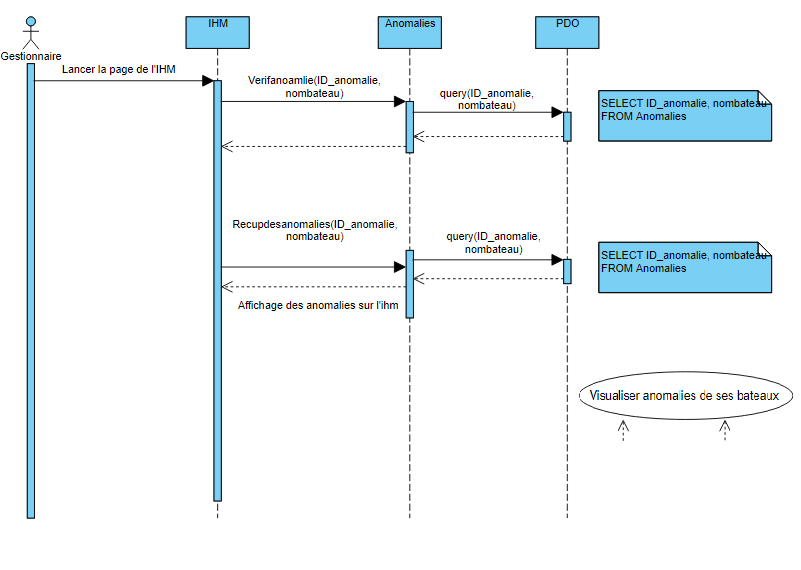 IHM
Anomalies
PDO
Gestionnaire
Lancer la page de l'IHM
Verifanoamlie(ID_anomalie,
nombateau)
query(ID_anomalie,
nombateau)
SELECT ID_anomalie, nombateau
FROM Anomalies
Recupdesanomalies(ID_anomalie,
nombateau)
query(ID_anomalie,
nombateau)
SELECT ID_anomalie, nombateau
FROM Anomalies
Affichage des anomalies sur l'ihm
Visualiser anomalies de ses bateaux